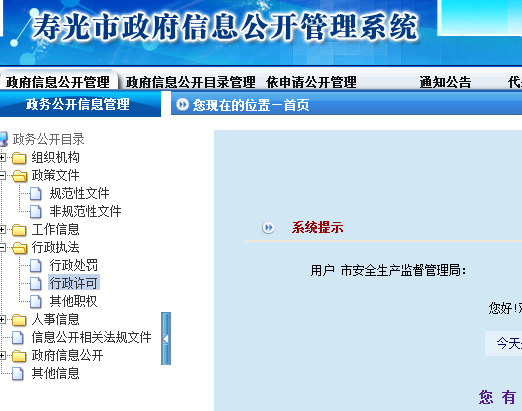 寿光市政府信息公开管理系统
政府信息公开管理 政府信息公开目录管理 依申请公开管理 通知公告
政务公开信息管理
您现在的位置－首页
政务公开目录
组织机构
政策文件
规范性文件
非规范性文件
工作信息
行政执法
行政处罚
行政许可
其他职权
人事信息
信息公开相关法规文件
政府信息公开
其他信息
系统提示
用户 市安全生产监督管理局：
您好!
今天
您 有